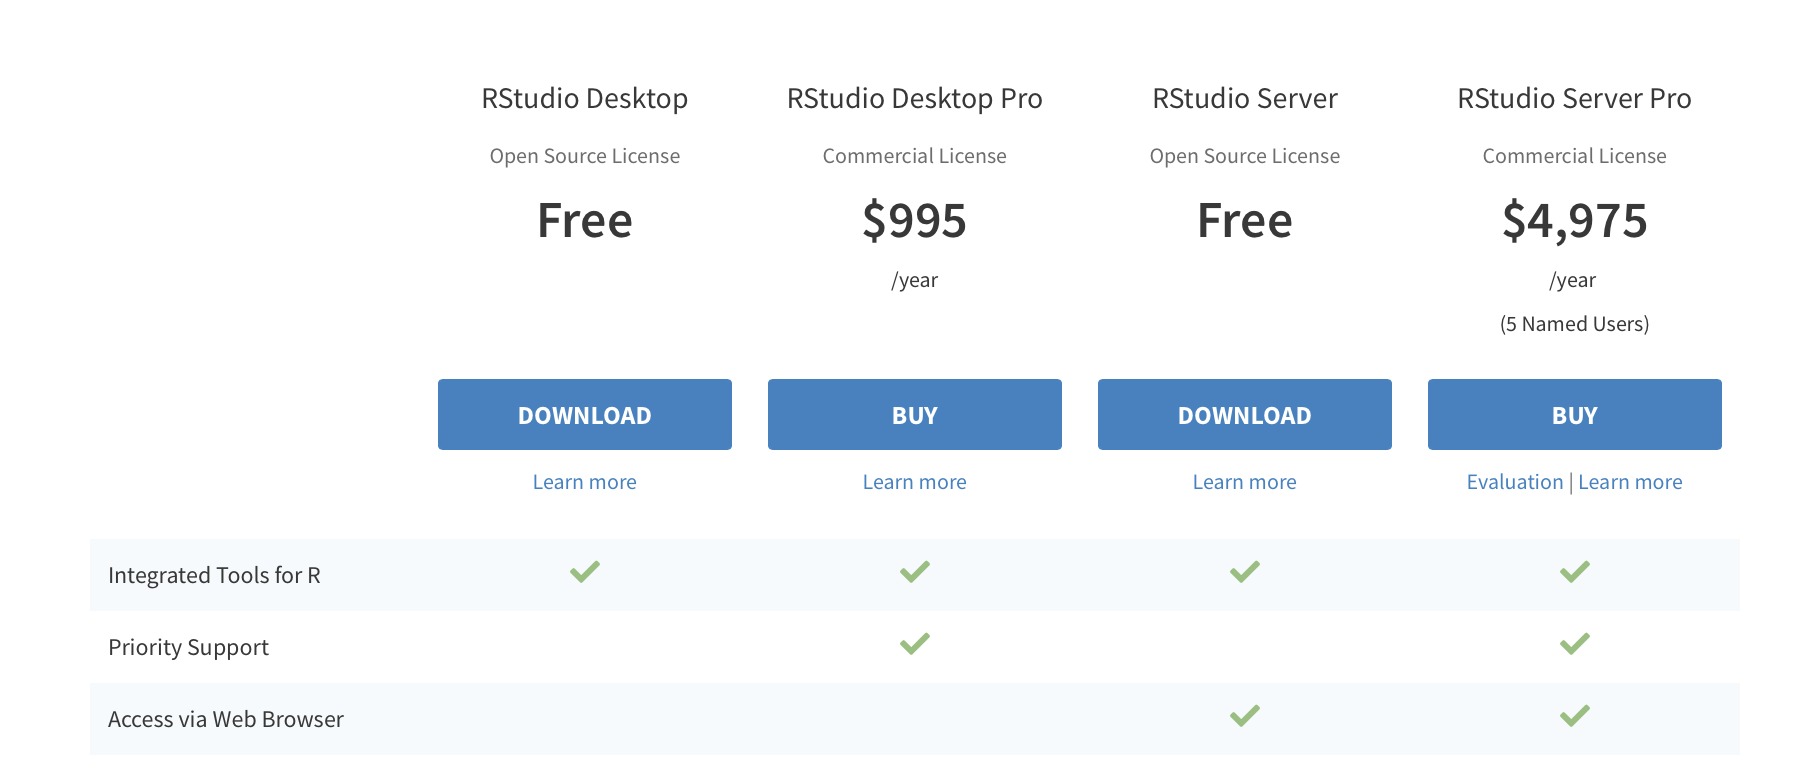 RStudio Desktop
RStudio Desktop Pro
RStudio Server
RStudio Server Pro
Open Source License
Commercial License
Open Source License
Commercial License
Free
$995
Free
$4,975
/year
/year
(5 Named Users)
DOWNLOAD
BUY
DOWNLOAD
BUY
Learn more
Learn more
Learn more
Evaluation | Learn more
Integrated Tools for R
Priority Support
Access via Web Browser